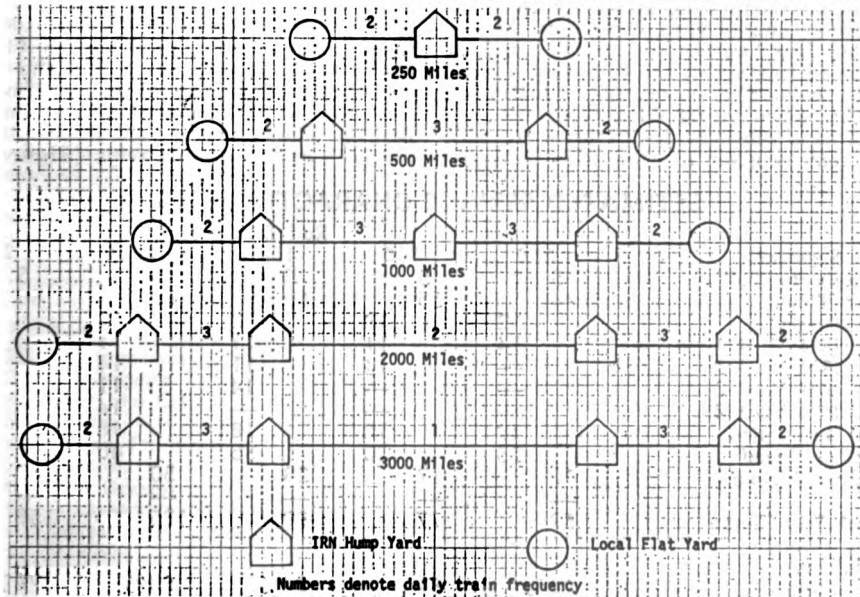 2 2
250 Miles
2 3 2
500 Miles
2 3 3 2
1000 Miles
2 3 2 3 2
2000 Miles
2 3 1 3 2
3000 Miles
IRN Hump Yard Local Flat Yard
Numbers denote daily train frequency